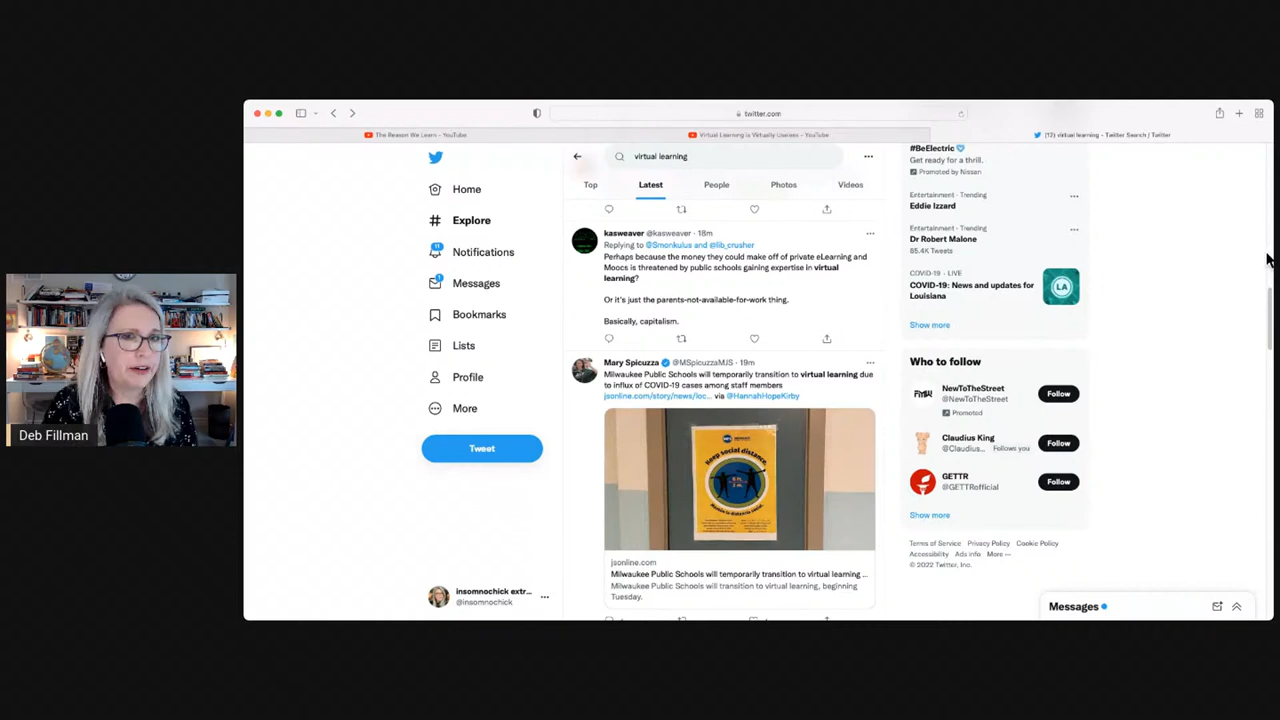 twitter.com
The Reason We Learn - YouTube
Virtual Learning is Virtually Useless - YouTube
(12) virtual learning - Twitter Search / Twitter
Home
Explore
11
Notifications
1
Messages
Bookmarks
Lists
Profile
More
Tweet
insomnochick extr...
@insomnochick
virtual learning
Top
Latest
People
Photos
Videos
kasweaver @kasweaver · 18m
Replying to @Smonkulus and @lib_crusher
Perhaps because the money they could make off of private eLearning and
Moocs is threatened by public schools gaining expertise in virtual
learning?
Or it's just the parents-not-available-for-work thing.
Basically, capitalism.
Mary Spicuzza @MSpicuzzaMJS · 19m
Milwaukee Public Schools will temporarily transition to virtual learning due
to influx of COVID-19 cases among staff members
jsonline.com/story/news/loc... via @HannahHopeKirby
Keep social distance.
jsonline.com
Milwaukee Public Schools will temporarily transition to virtual learning ...
Milwaukee Public Schools will transition to virtual learning, beginning
Tuesday.
#BeElectric
Get ready for a thrill.
Promoted by Nissan
Entertainment · Trending
Eddie Izzard
Entertainment · Trending
Dr Robert Malone
85.4K Tweets
COVID-19 · LIVE
COVID-19: News and updates for
Louisiana
LA
Show more
Who to follow
NewToTheStreet
@NewToTheStreet
Promoted
Follow
Claudius King
@Claudius... Follows you
Follow
GETTR
@GETTRofficial
Follow
Show more
Terms of Service Privacy Policy Cookie Policy
Accessibility Ads info More ···
© 2022 Twitter, Inc.
Messages
Deb Fillman